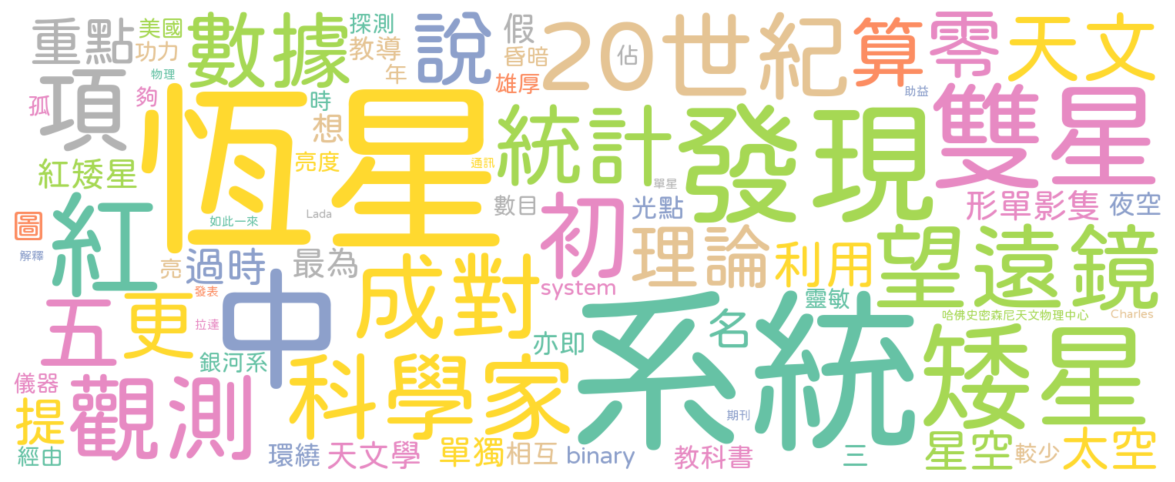 重點
美國
功力
數據
探測
教導
年
說
假
昏暗
雄厚
20世紀
佔
算
零
天文
物理
孤
夠
項
恆星
時
想
亮度
通訊
統計
發現
助益
雙星
紅矮星
單星
圖
解釋
紅
如此一來
Lada
數目
初
光點
形單影隻
夜空
亮
過時
最為
理論
利用
望遠鏡
system
發表
拉達
五
更
中
成對
系統
靈敏
名
哈佛史密森尼天文物理中心
Charles
亦即
銀河系
儀器
觀測
科學家
矮星
提
經由
期刊
環繞
天文學
單獨
相互
binary
教科書
三
星空
較少
太空